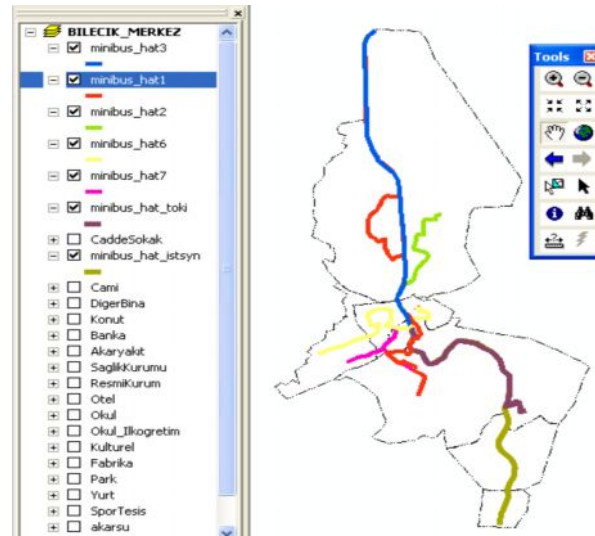 BILECIK_MERKEZ
minibus_hat3
minibus_hat1
minibus_hat2
minibus_hat6
minibus_hat7
minibus_hat_toki
CaddeSokak
minibus_hat_istsyn
Cami
DigerBina
Konut
Banka
Akaryakıt
SaglikKurumu
ResmiKurum
Otel
Okul
Okul_Ilkogretim
Kulturel
Fabrika
Park
Yurt
SporTesis
akarsu
Tools